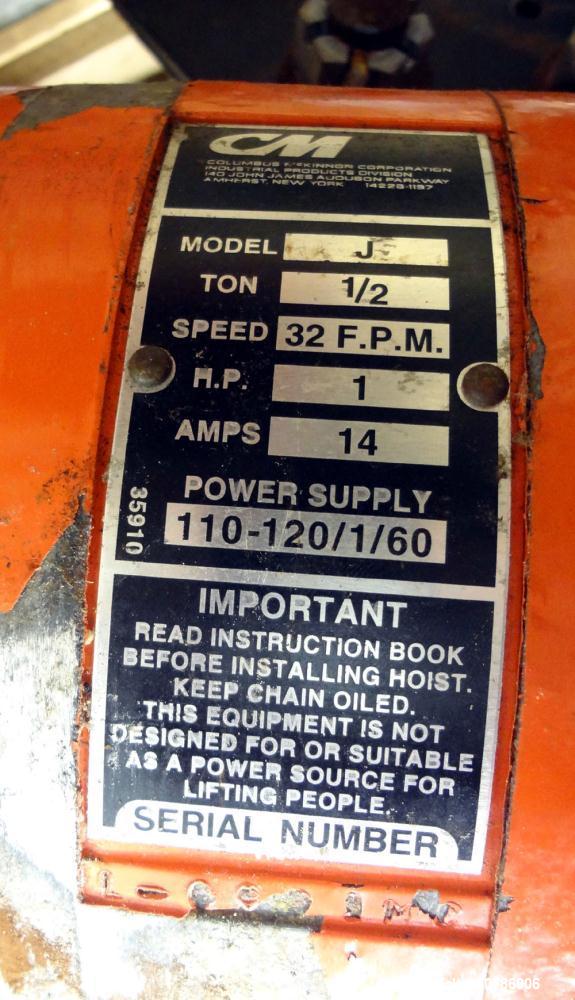 CM
COLUMBUS McKINNON CORPORATION
INDUSTRIAL PRODUCTS DIVISION
140 JOHN JAMES AUDUBON PARKWAY
AMHERST, NEW YORK 14228-1197
MODEL J
TON 1/2
SPEED 32 F.P.M.
H.P. 1
AMPS 14
POWER SUPPLY
110-120/1/60
35910
IMPORTANT
READ INSTRUCTION BOOK
BEFORE INSTALLING HOIST.
KEEP CHAIN OILED.
THIS EQUIPMENT IS NOT
DESIGNED FOR OR SUITABLE
AS A POWER SOURCE FOR
LIFTING PEOPLE.
SERIAL NUMBER